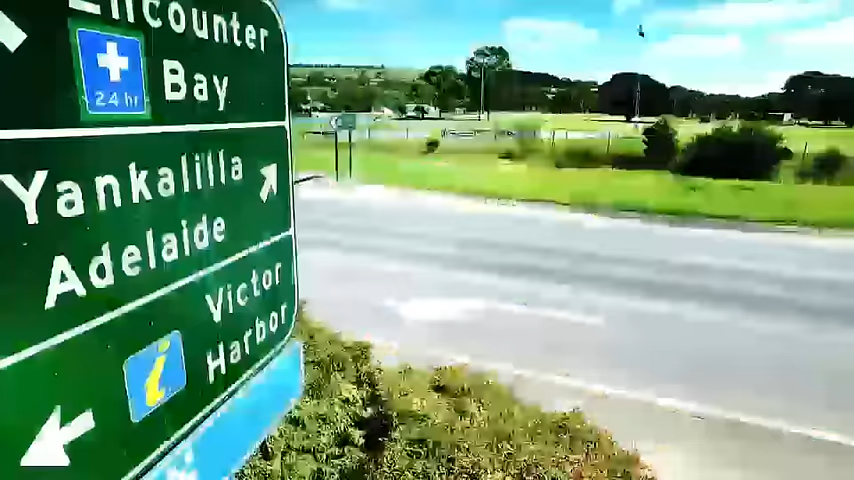 Encounter
Bay
24 hr
Yankalilla
Adelaide
Victor
Harbor
i